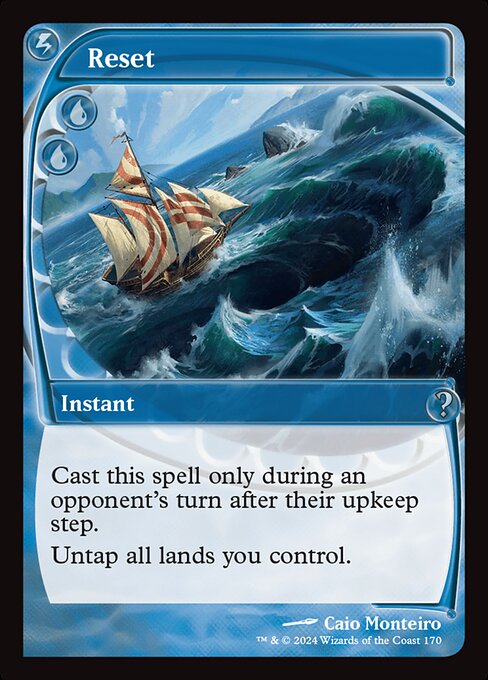 Reset
Instant
Cast this spell only during an
opponent's turn after their upkeep
step.
Untap all lands you control.
Caio Monteiro
™ & © 2024 Wizards of the Coast 170